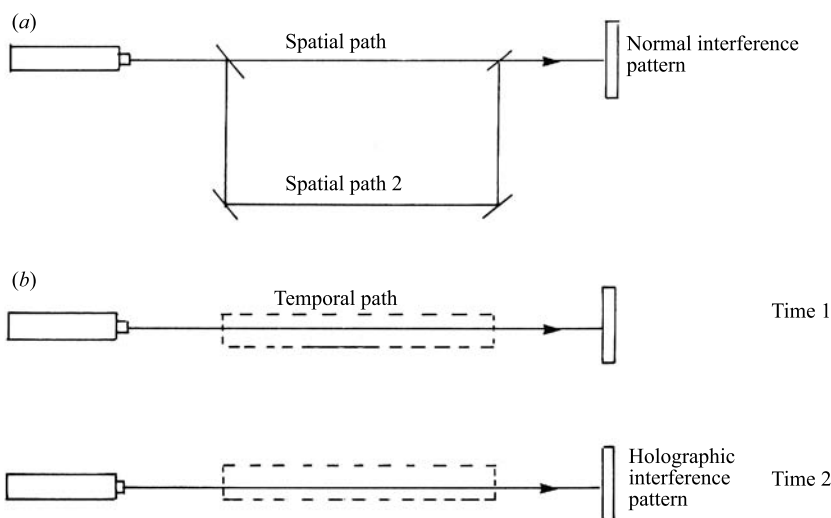 (a)
Spatial path
Normal interference
pattern
Spatial path 2
(b)
Temporal path
Time 1
Holographic
interference
pattern
Time 2